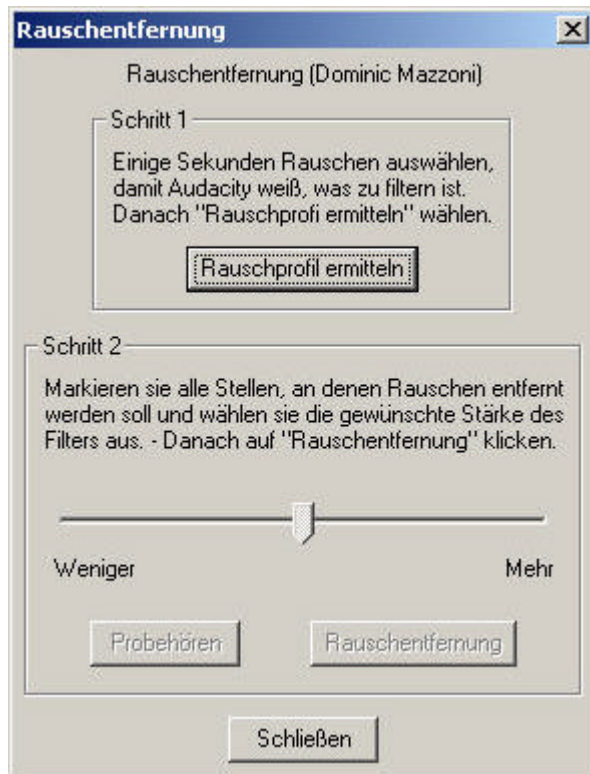 Rauschentfernung
Rauschentfernung (Dominic Mazzoni)
Schritt 1
Einige Sekunden Rauschen auswählen,
damit Audacity weiß, was zu filtern ist.
Danach "Rauschprofi ermitteln" wählen.
Rauschprofil ermitteln
Schritt 2
Markieren sie alle Stellen, an denen Rauschen entfernt
werden soll und wählen sie die gewünschte Stärke des
Filters aus. - Danach auf "Rauschentfernung" klicken.
Weniger Mehr
Probehören Rauschentfernung
Schließen